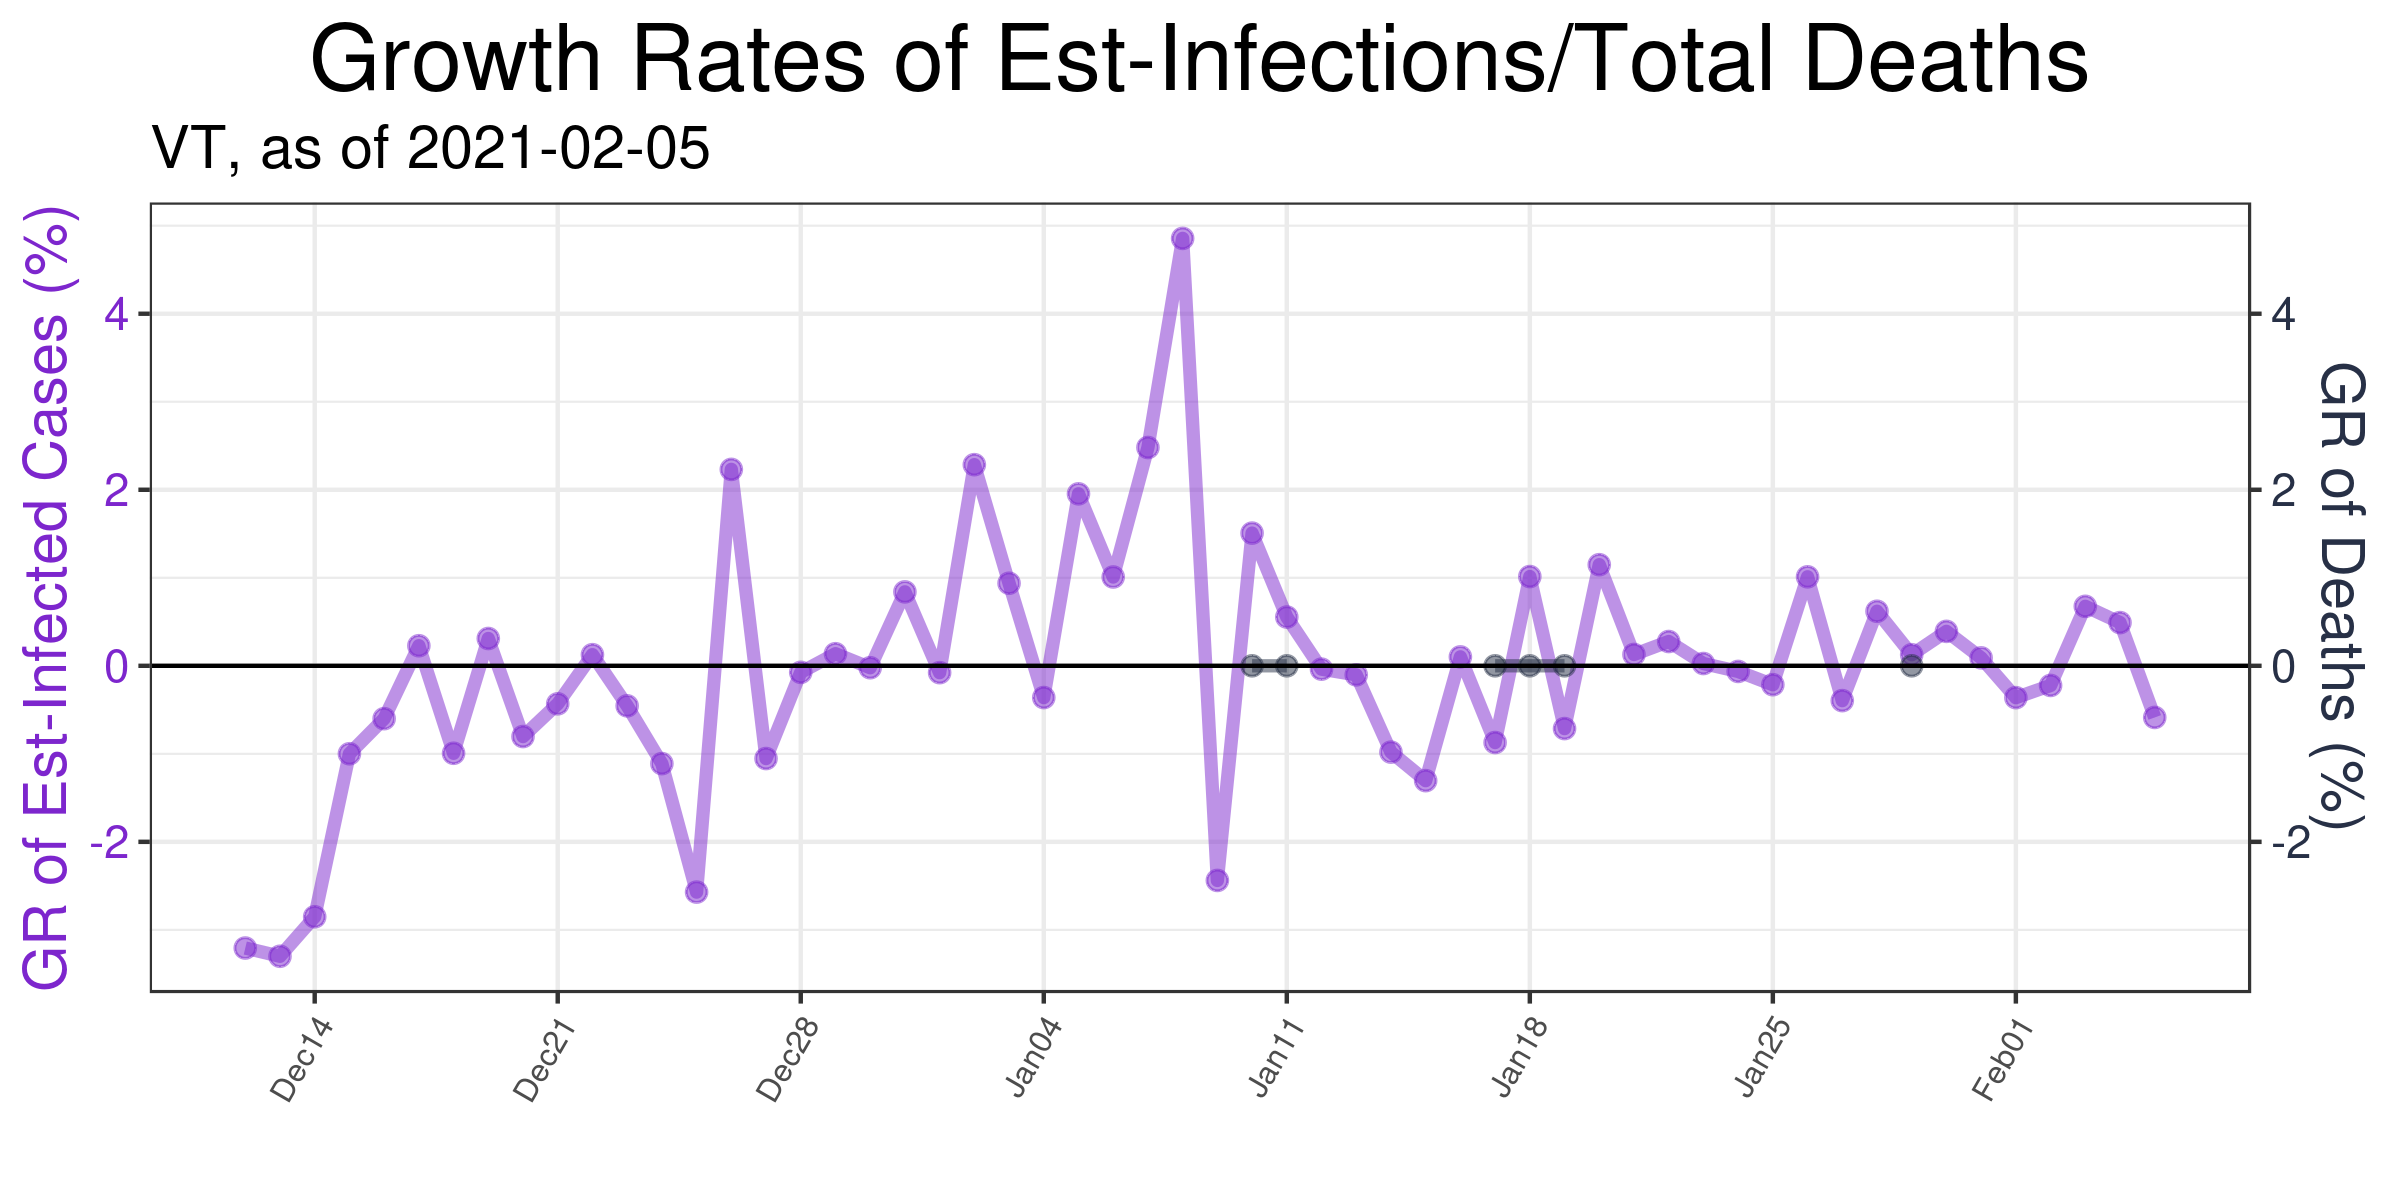 Growth Rates of Est-Infections/Total Deaths
VT, as of 2021-02-05
GR of Est-Infected Cases (%)
4
2
0
-2
4
2
0
-2
GR of Deaths (%)
Dec14
Dec21
Dec28
Jan04
Jan11
Jan18
Jan25
Feb01